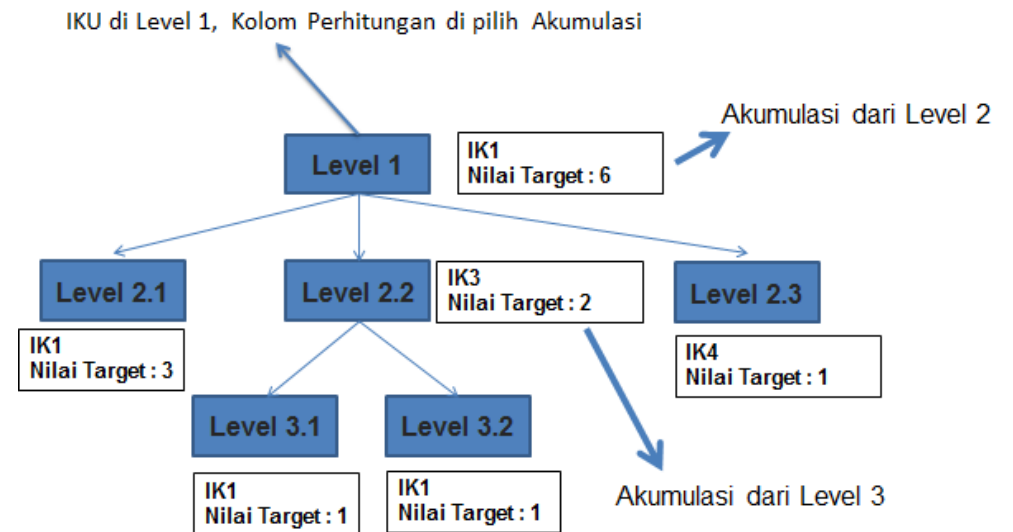 IKU di Level 1, Kolom Perhitungan di pilih Akumulasi
Akumulasi dari Level 2
Level 1
IK1
Nilai Target : 6
Level 2.1
IK1
Nilai Target : 3
Level 2.2
IK3
Nilai Target : 2
Level 2.3
IK4
Nilai Target : 1
Level 3.1
IK1
Nilai Target : 1
Level 3.2
IK1
Nilai Target : 1
Akumulasi dari Level 3